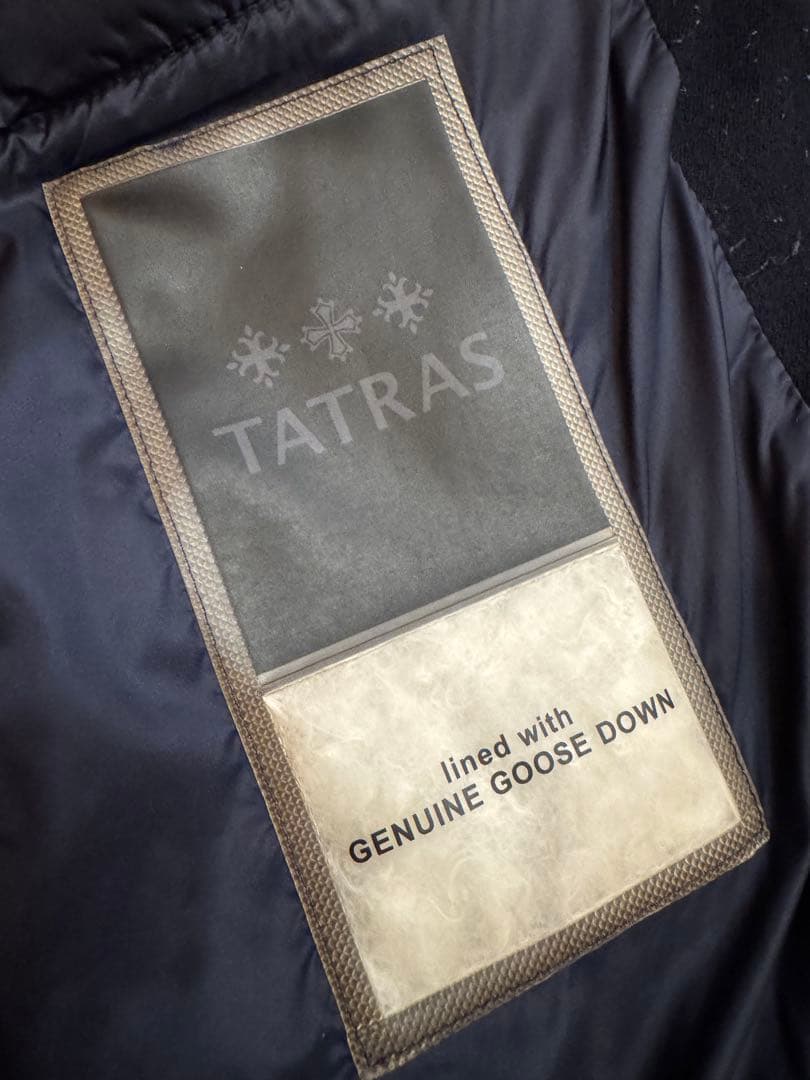 TATRAS
lined with
GENUINE GOOSE DOWN